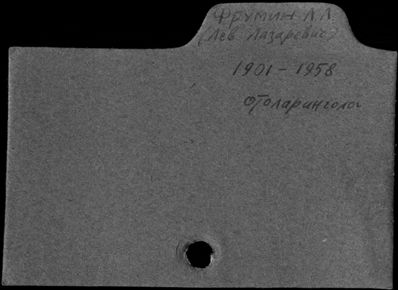 Фрумин Л.Л.
(Лев Лазаревич)
1901 - 1958
отоларинголог